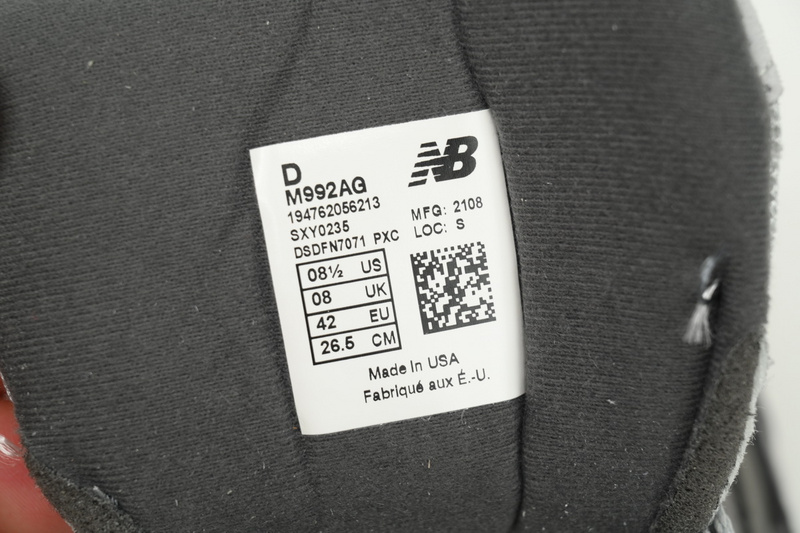 D
M992AG
194762056213
SXY0235
DSDFN7071 PXC
NB
MFG: 2108
LOC: S
08½ US
08 UK
42 EU
26.5 CM
Made In USA
Fabriqué aux É.-U.